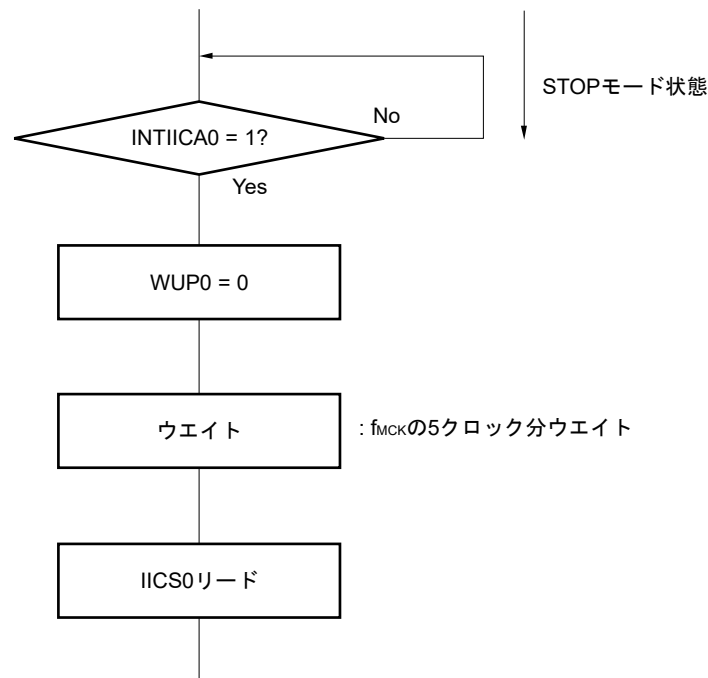 STOPモード状態
No
INTIICA0 = 1?
Yes
WUP0 = 0
ウエイト
: fMCKの5クロック分ウエイト
IICS0リード